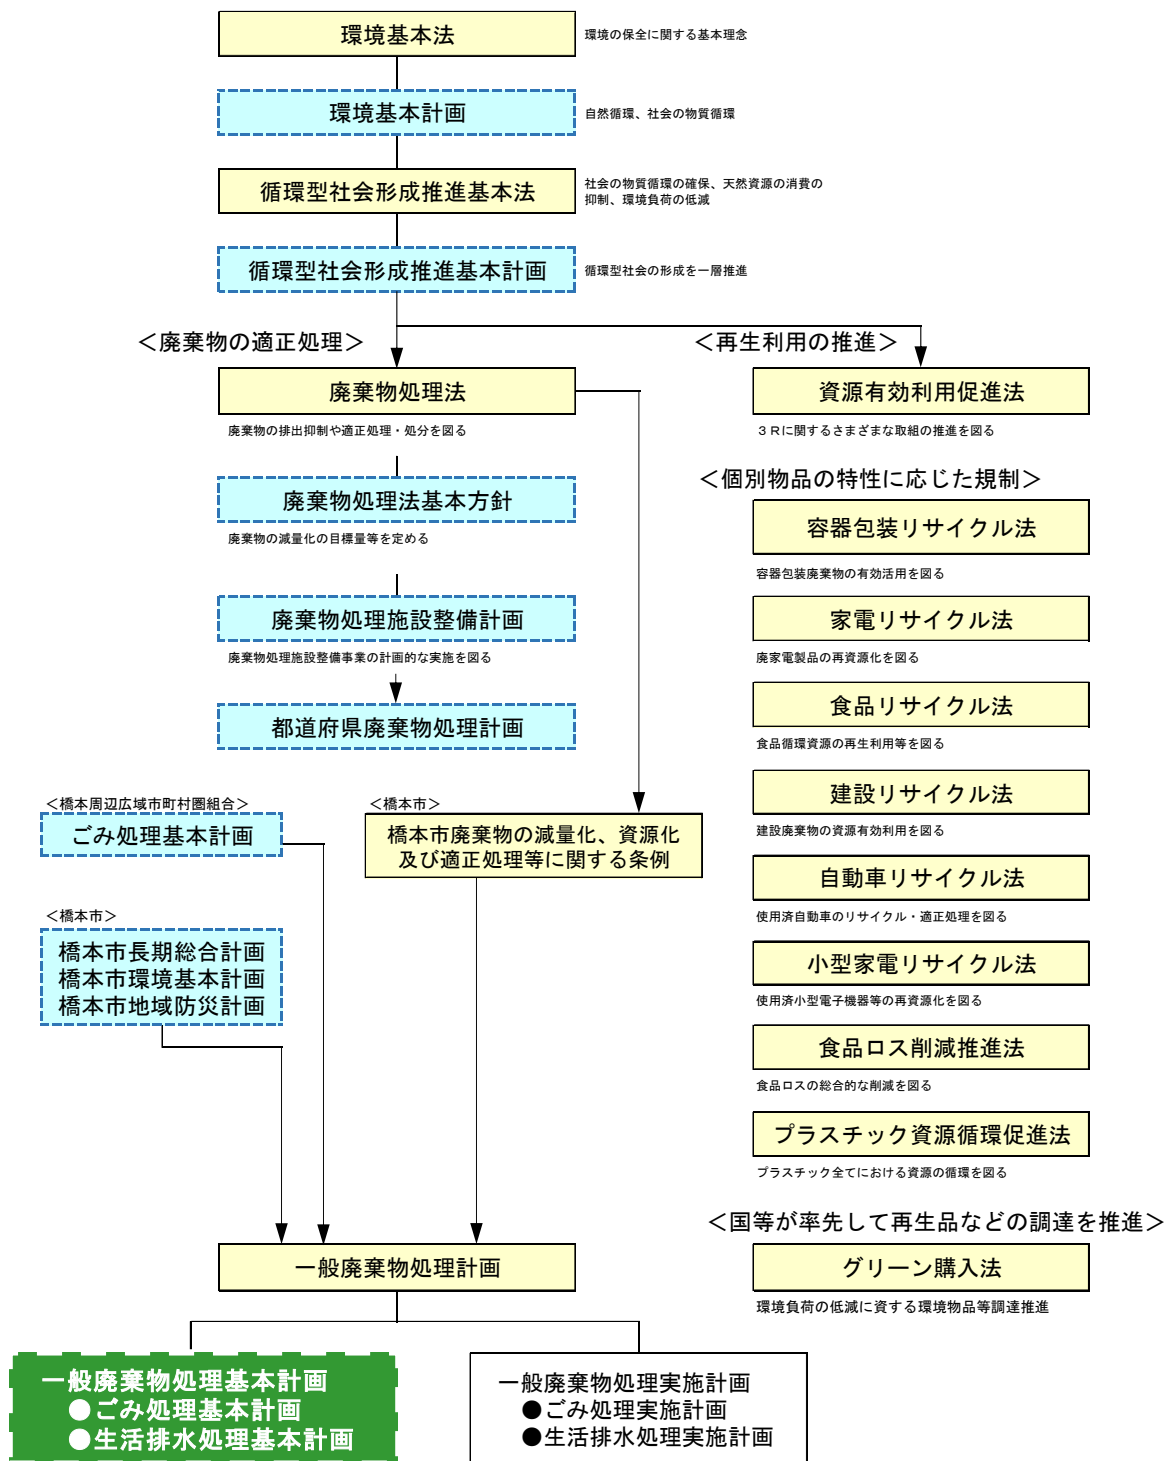 環境基本法
環境の保全に関する基本理念
環境基本計画
自然循環、社会の物質循環
循環型社会形成推進基本法
社会の物質循環の確保、天然資源の消費の
抑制、環境負荷の低減
循環型社会形成推進基本計画
循環型社会の形成を一層推進
＜廃棄物の適正処理＞
廃棄物処理法
廃棄物の排出抑制や適正処理・処分を図る
廃棄物処理法基本方針
廃棄物の減量化の目標量等を定める
廃棄物処理施設整備計画
廃棄物処理施設整備事業の計画的な実施を図る
都道府県廃棄物処理計画
＜再生利用の推進＞
資源有効利用促進法
３Ｒに関するさまざまな取組の推進を図る
＜個別物品の特性に応じた規制＞
容器包装リサイクル法
容器包装廃棄物の有効活用を図る
家電リサイクル法
廃家電製品の再資源化を図る
食品リサイクル法
食品循環資源の再生利用等を図る
建設リサイクル法
建設廃棄物の資源有効利用を図る
自動車リサイクル法
使用済自動車のリサイクル・適正処理を図る
小型家電リサイクル法
使用済小型電子機器等の再資源化を図る
食品ロス削減推進法
食品ロスの総合的な削減を図る
プラスチック資源循環促進法
プラスチック全てにおける資源の循環を図る
＜国等が率先して再生品などの調達を推進＞
グリーン購入法
環境負荷の低減に資する環境物品等調達推進
＜橋本周辺広域市町村圏組合＞
ごみ処理基本計画
＜橋本市＞
橋本市廃棄物の減量化、資源化
及び適正処理等に関する条例
＜橋本市＞
橋本市長期総合計画
橋本市環境基本計画
橋本市地域防災計画
一般廃棄物処理計画
一般廃棄物処理基本計画
●ごみ処理基本計画
●生活排水処理基本計画
一般廃棄物処理実施計画
●ごみ処理実施計画
●生活排水処理実施計画